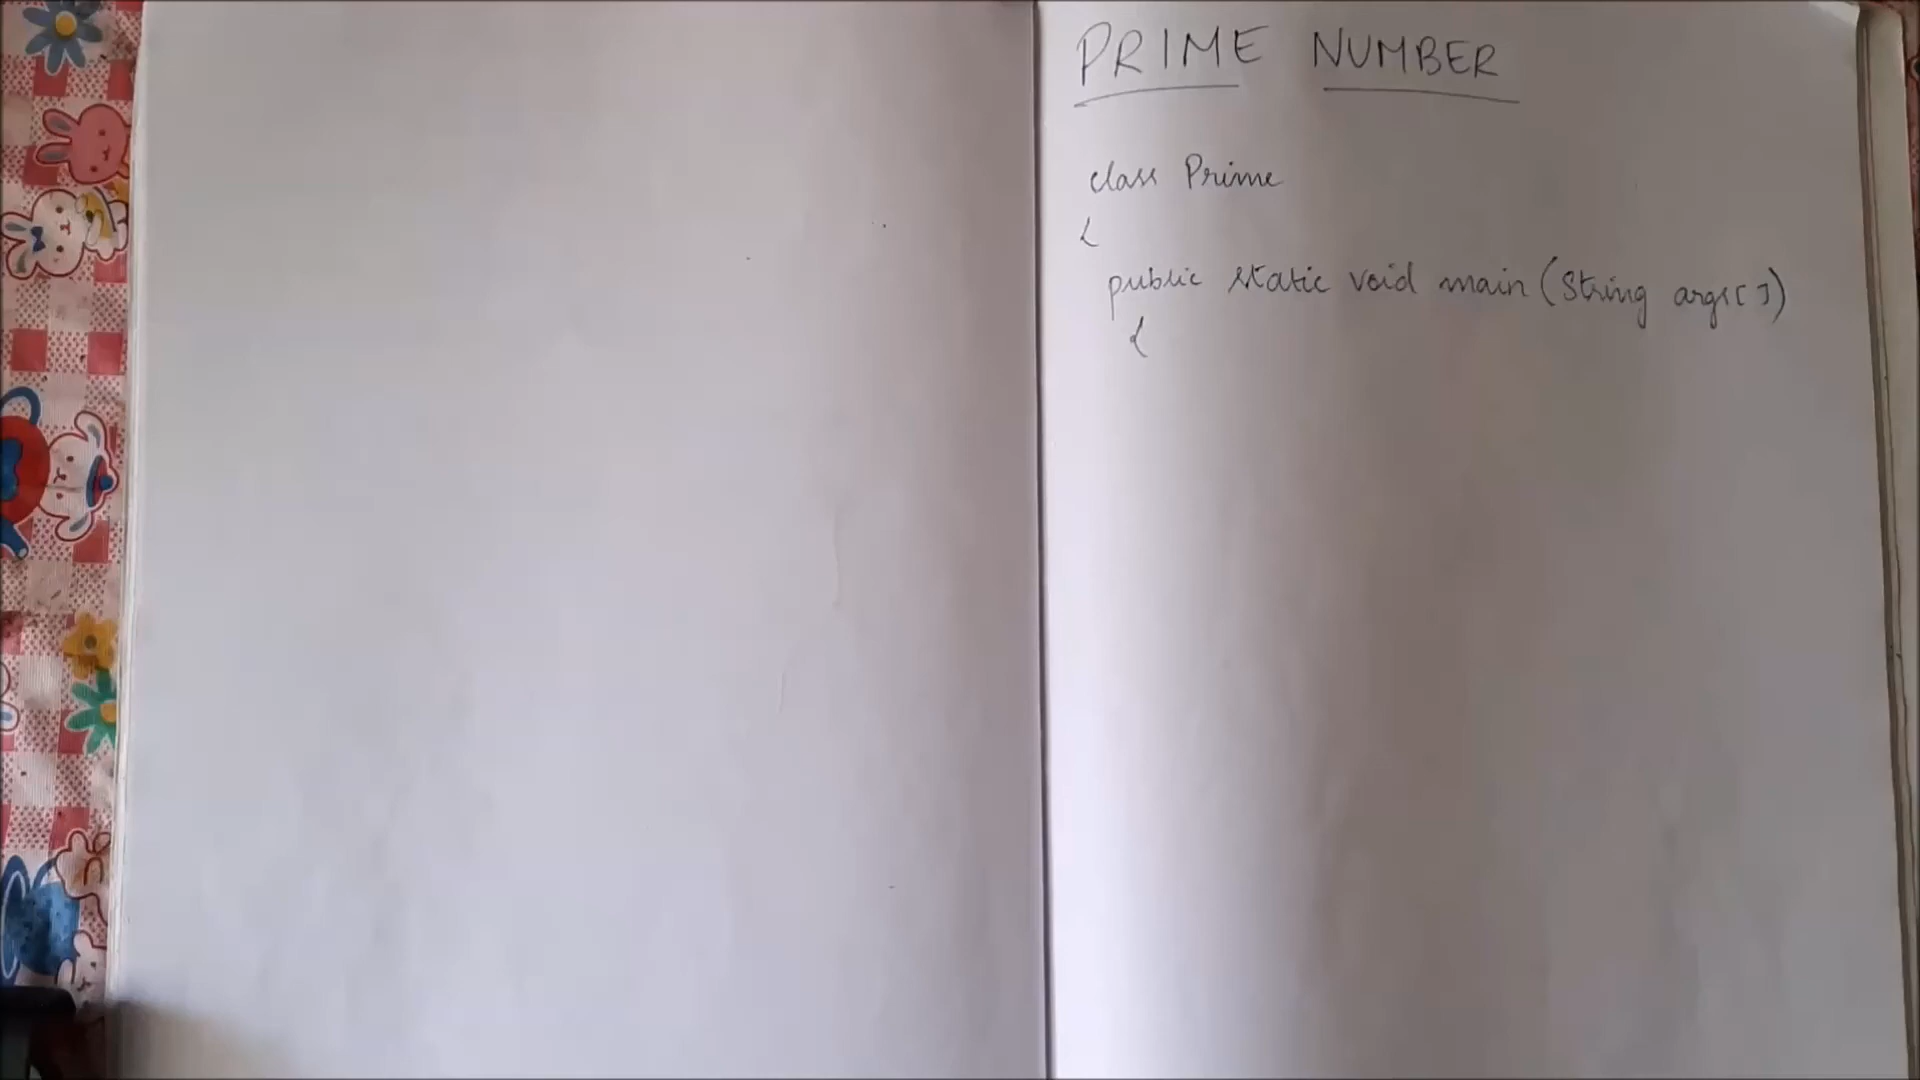 PRIME NUMBER
class Prime
{
public static void main (String args[])
{